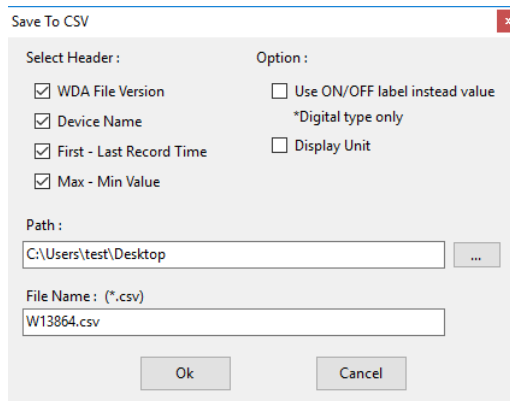 Save To CSV
x
Select Header :
Option :
WDA File Version
Use ON/OFF label instead value
Device Name
*Digital type only
First - Last Record Time
Display Unit
Max - Min Value
Path :
C:\Users\test\Desktop
...
File Name : (*.csv)
W13864.csv
Ok
Cancel